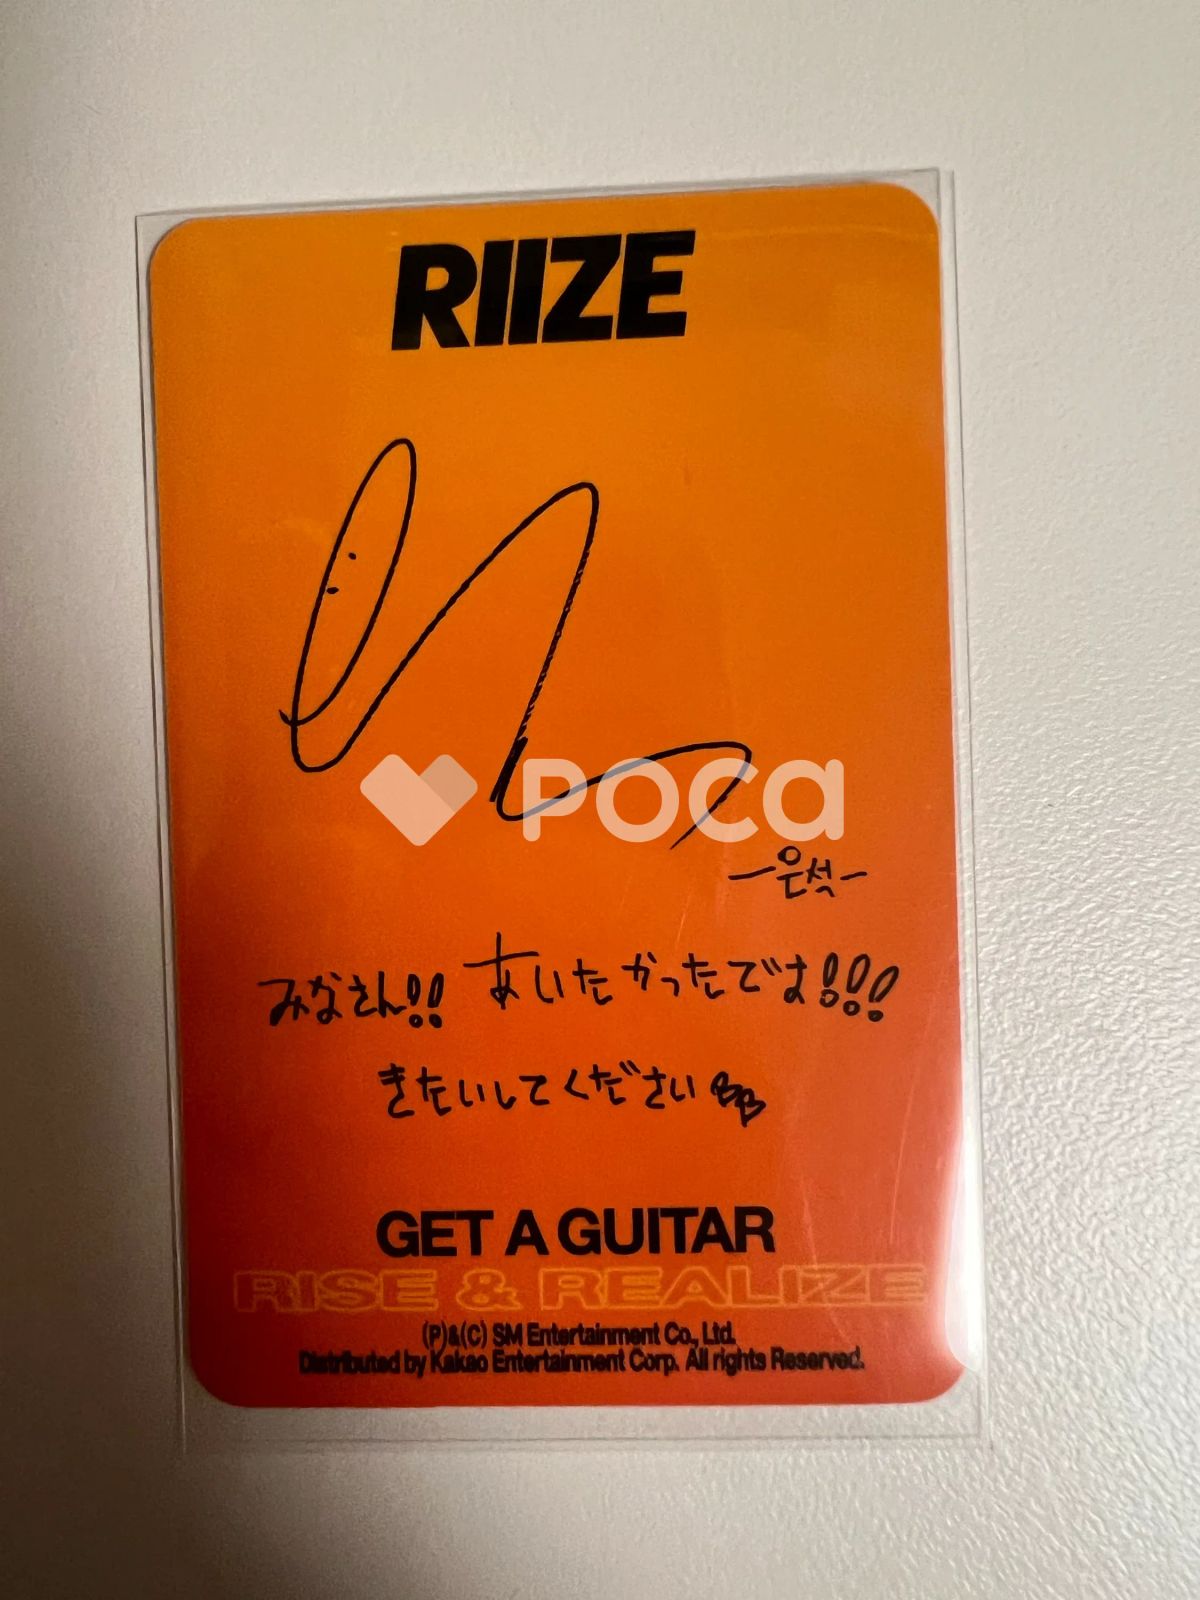 RIIZE
POCA
-은석-
みなさん!! あいたかったですよ!!!
きたいしてください
GET A GUITAR
RISE & REALIZE
(P)&(C) SM Entertainment Co., Ltd.
Distributed by Kakao Entertainment Corp. All rights Reserved.